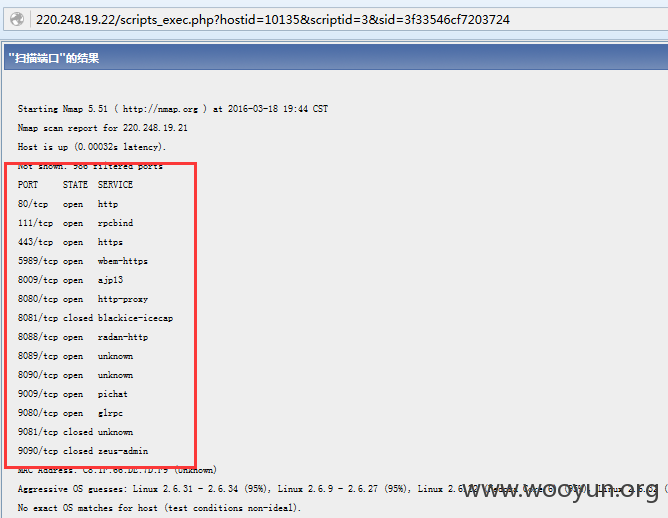 220.248.19.22/scripts_exec.php?hostid=10135&scriptid=3&sid=3f33546cf7203724
"扫描端口"的结果
Starting Nmap 5.51 ( http://nmap.org ) at 2016-03-18 19:44 CST
Nmap scan report for 220.248.19.21
Host is up (0.00032s latency).
Not shown: 986 filtered ports
PORT STATE SERVICE
80/tcp open http
111/tcp open rpcbind
443/tcp open https
5989/tcp open wbem-https
8009/tcp open ajp13
8080/tcp open http-proxy
8081/tcp closed blackice-icecap
8088/tcp open radan-http
8089/tcp open unknown
8090/tcp open unknown
9009/tcp open pichat
9080/tcp open glrpc
9081/tcp closed unknown
9090/tcp closed zeus-admin
MAC Address: (Unknown)
Aggressive OS guesses: Linux 2.6.31 - 2.6.34 (95%), Linux 2.6.9 - 2.6.27 (95%), Linux
No exact OS matches for host (test conditions non-ideal).
www.wooyun.org